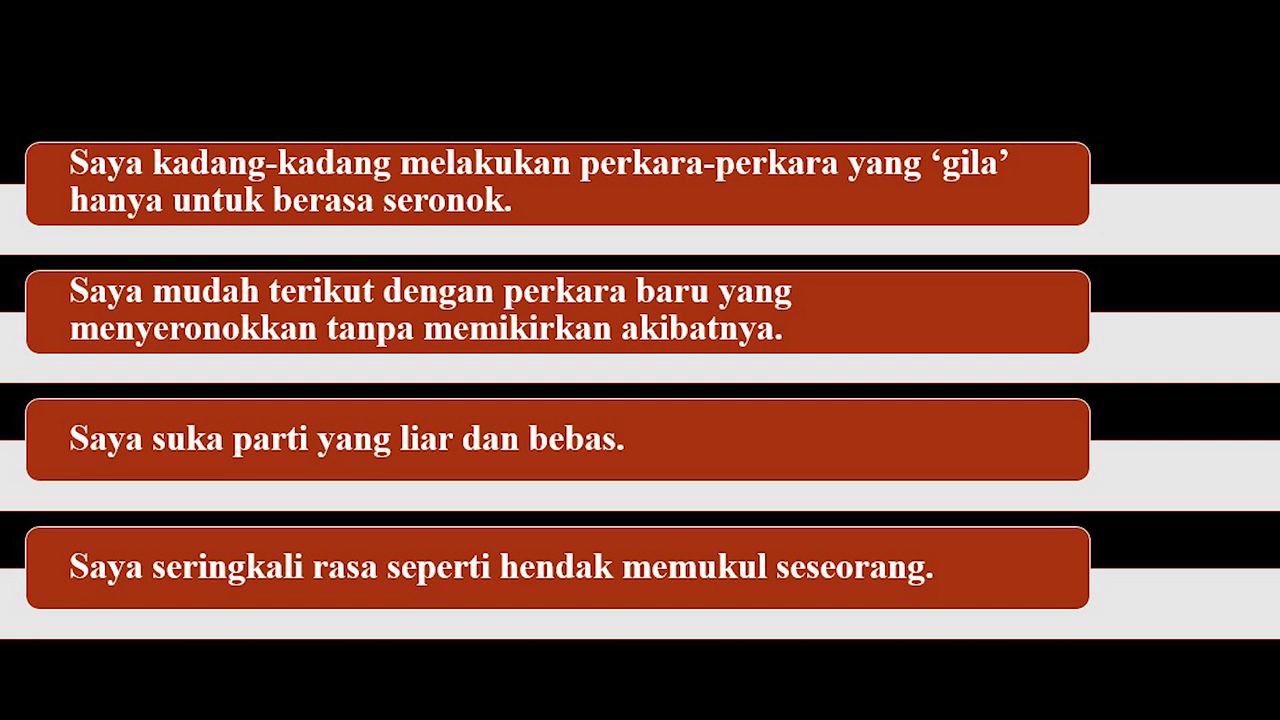 Saya kadang-kadang melakukan perkara-perkara yang ‘gila’
hanya untuk berasa seronok.
Saya mudah terikut dengan perkara baru yang
menyeronokkan tanpa memikirkan akibatnya.
Saya suka parti yang liar dan bebas.
Saya seringkali rasa seperti hendak memukul seseorang.